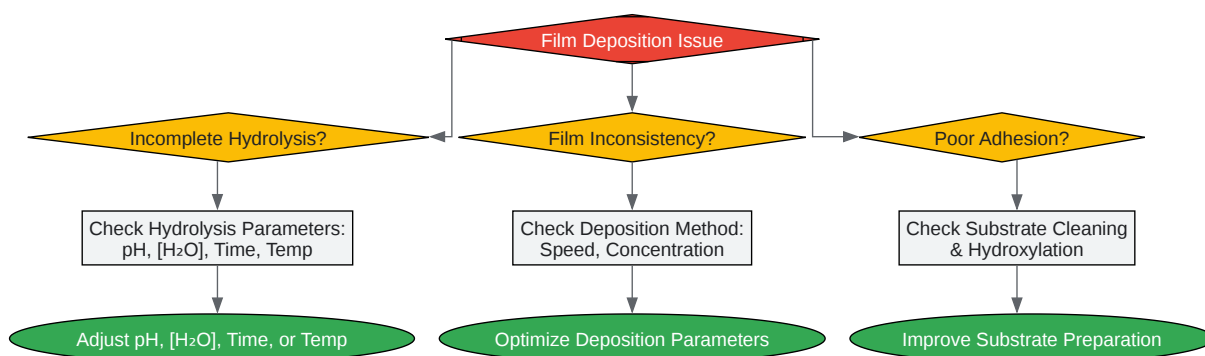 Film Deposition Issue
Incomplete Hydrolysis?
Film Inconsistency?
Poor Adhesion?
Check Hydrolysis Parameters:
pH, [H₂O], Time, Temp
Check Deposition Method:
Speed, Concentration
Check Substrate Cleaning
& Hydroxylation
Adjust pH, [H₂O], Time, or Temp
Optimize Deposition Parameters
Improve Substrate Preparation